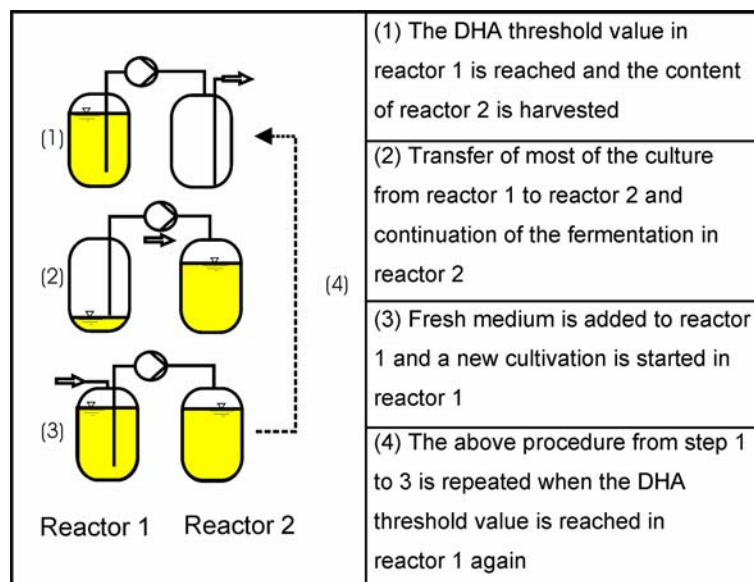 (1)
(2)
(3)
(4)
Reactor 1
Reactor 2
(1) The DHA threshold value in
reactor 1 is reached and the content
of reactor 2 is harvested
(2) Transfer of most of the culture
from reactor 1 to reactor 2 and
continuation of the fermentation in
reactor 2
(3) Fresh medium is added to reactor
1 and a new cultivation is started in
reactor 1
(4) The above procedure from step 1
to 3 is repeated when the DHA
threshold value is reached in
reactor 1 again